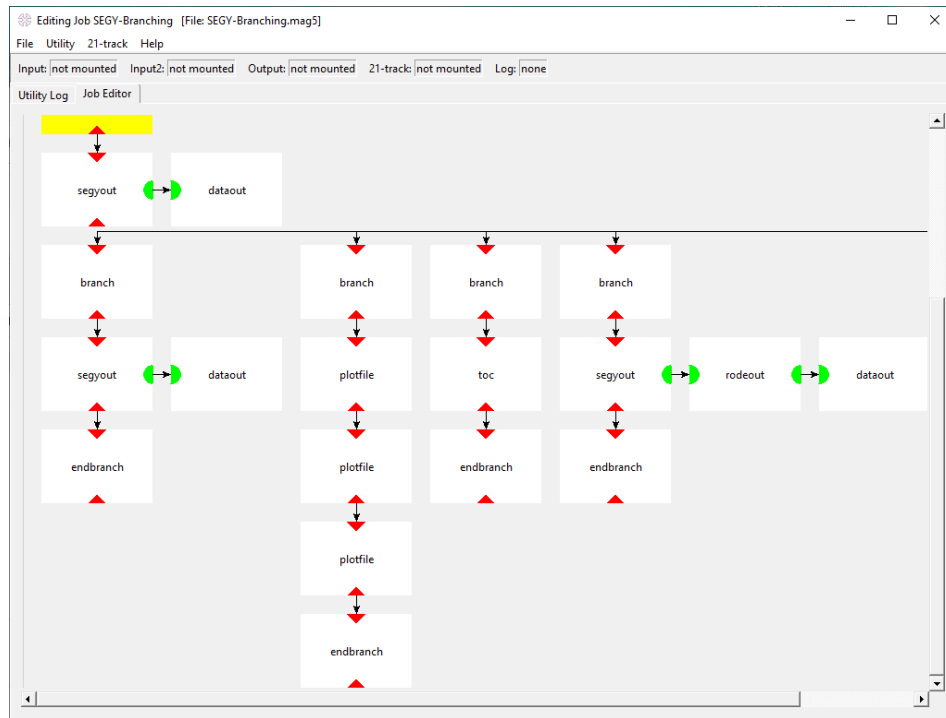 Editing Job SEGY-Branching [File: SEGY-Branching.mag5]
File Utility 21-track Help
Input: not mounted Input2: not mounted Output: not mounted 21-track: not mounted Log: none
Utility Log Job Editor
segyout dataout
branch branch branch branch
segyout dataout plotfile toc segyout rodeout dataout
endbranch plotfile endbranch endbranch
plotfile
endbranch